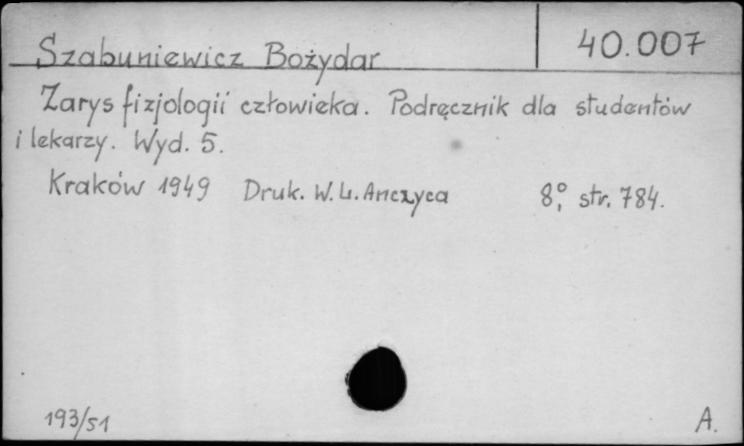 Szabuniewicz Bożydar 40.007
Zarys fizjologii człowieka. Podręcznik dla studentów
i lekarzy. Wyd. 5.
Kraków 1949 Druk. W. L. Anczyca 8°, str. 784.
193/51 A.